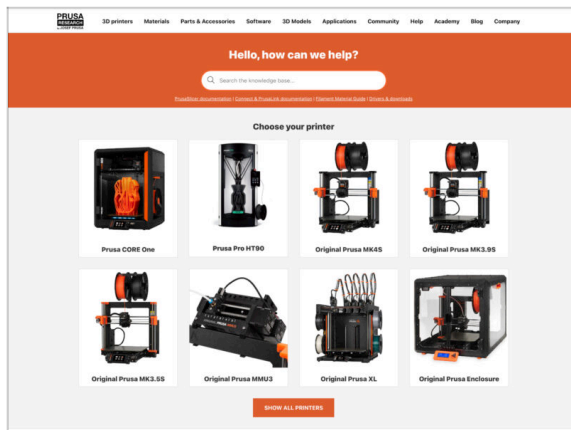 PRUSA
RESEARCH
by JOSEF PRUSA
3D printers Materials Parts & Accessories Software 3D Models Applications Community Help Academy Blog Company
Hello, how can we help?
Search the knowledge base...
PrusaSlicer documentation | Connect & PrusaLink documentation | Filament Material Guide | Drivers & downloads
Choose your printer
Prusa CORE One Prusa Pro HT90 Original Prusa MK4S Original Prusa MK3.9S
Original Prusa MK3.5S Original Prusa MMU3 Original Prusa XL Original Prusa Enclosure
SHOW ALL PRINTERS